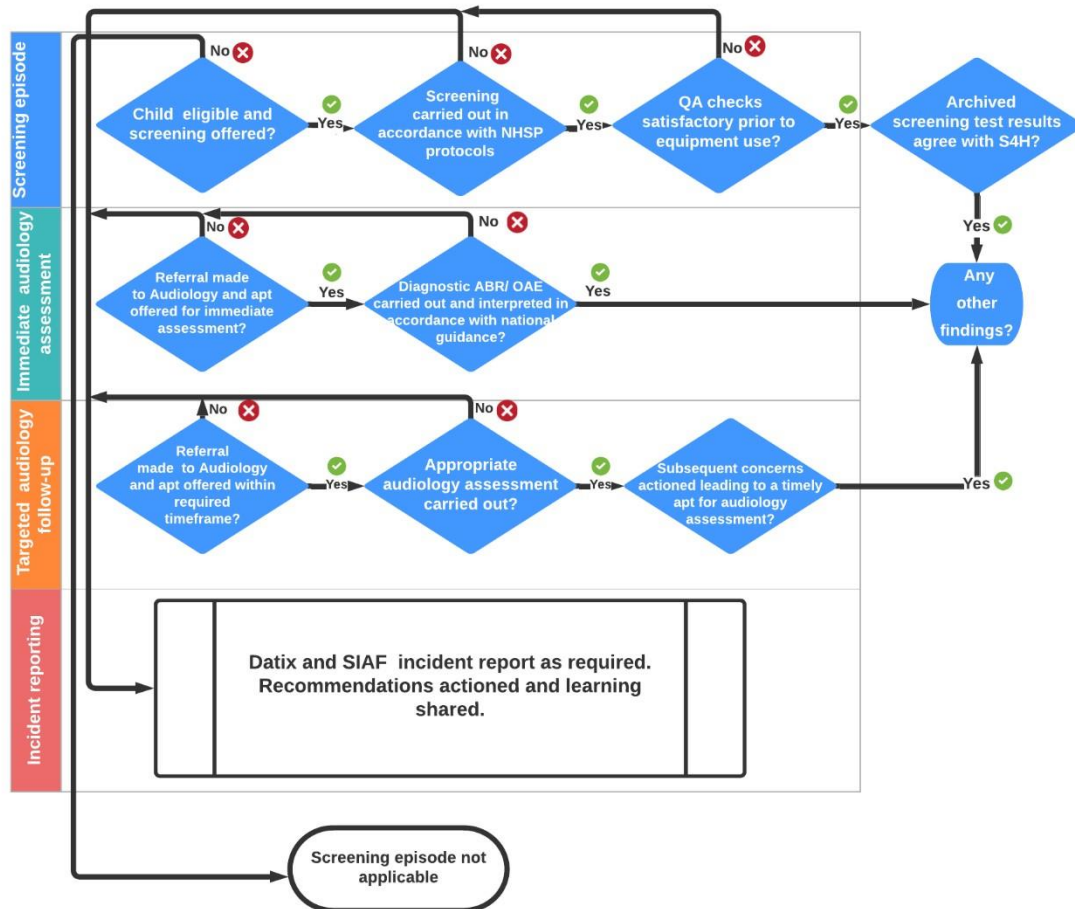 Screening episode
No
Child eligible and
screening offered?
Yes
No
Screening
carried out in
accordance with NHSP
protocols
Yes
No
QA checks
satisfactory prior to
equipment use?
Yes
Archived
screening test results
agree with S4H?
Yes
Immediate audiology
assessment
No
Referral made
to Audiology and apt
offered for immediate
assessment?
Yes
No
Diagnostic ABR/ OAE
carried out and interpreted in
accordance with national
guidance?
Yes
Any
other
findings?
Targeted audiology
follow-up
No
Referral
made to Audiology
and apt offered within
required
timeframe?
Yes
No
Appropriate
audiology assessment
carried out?
Yes
Subsequent concerns
actioned leading to a timely
apt for audiology
assessment?
Yes
Incident reporting
Datix and SIAF incident report as required.
Recommendations actioned and learning
shared.
Screening episode not
applicable